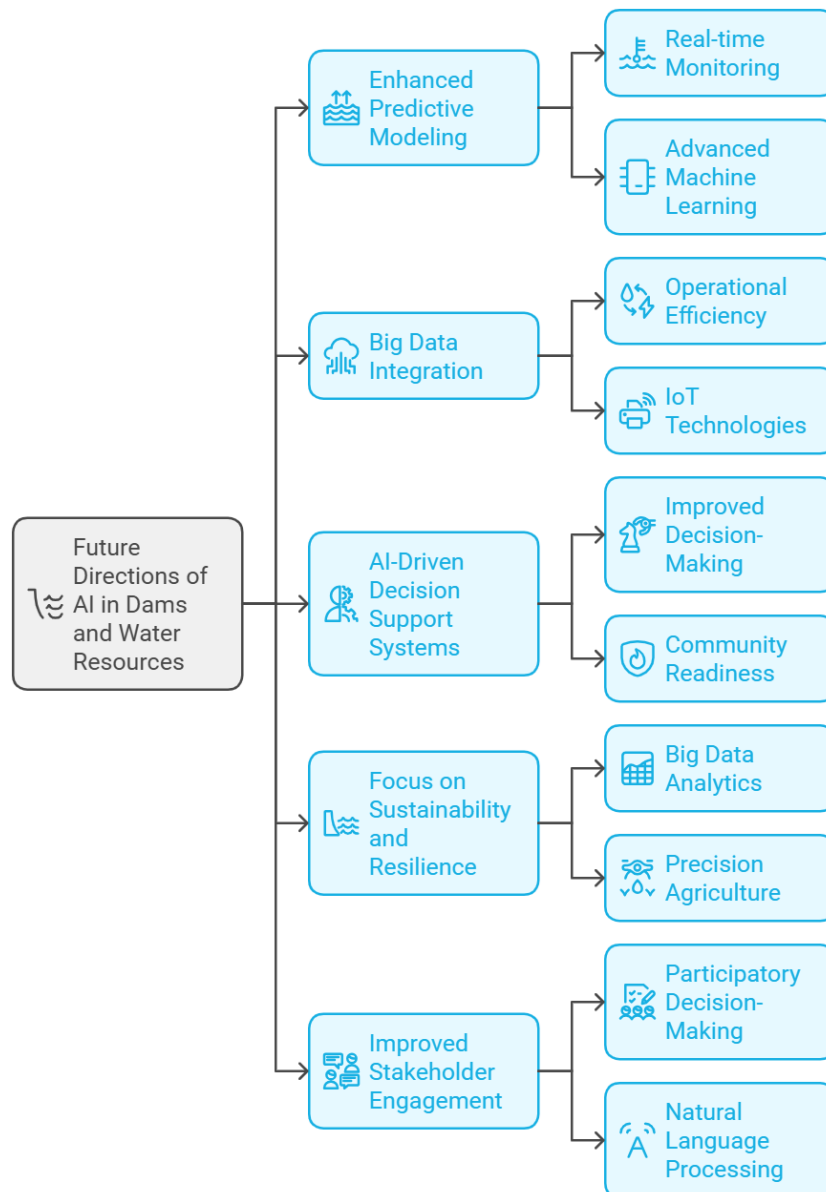 Future
Directions of
AI in Dams
and Water
Resources
Enhanced
Predictive
Modeling
Real-time
Monitoring
Advanced
Machine
Learning
Big Data
Integration
Operational
Efficiency
IoT
Technologies
AI-Driven
Decision
Support
Systems
Improved
Decision-
Making
Community
Readiness
Focus on
Sustainability
and
Resilience
Big Data
Analytics
Precision
Agriculture
Improved
Stakeholder
Engagement
Participatory
Decision-
Making
Natural
Language
Processing